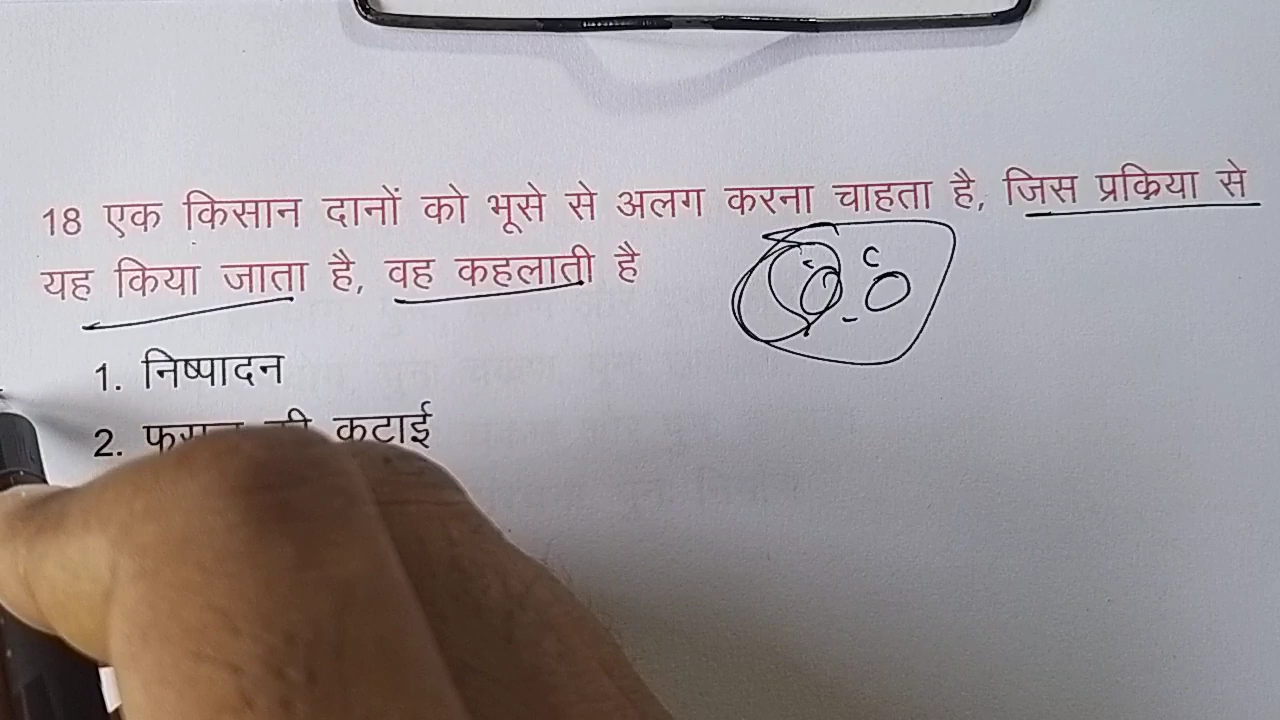 18 एक किसान दानों को भूसे से अलग करना चाहता है, जिस प्रक्रिया से
यह किया जाता है, वह कहलाती है
1. निष्पादन
2. कटाई